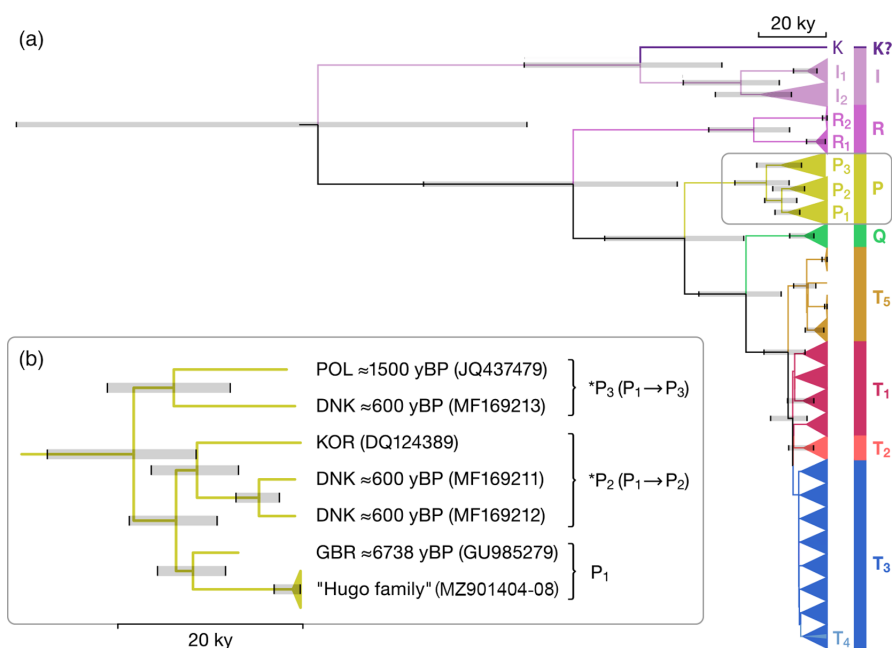 (a)
20 ky
K
K?
I₁
I
I₂
R₂
R
R₁
P₃
P₂
P
P₁
Q
T₅
T₁
T₂
T₃
T₄
(b)
POL ≈1500 yBP (JQ437479)
*P₃ (P₁→P₃)
DNK ≈600 yBP (MF169213)
KOR (DQ124389)
DNK ≈600 yBP (MF169211)
*P₂ (P₁→P₂)
DNK ≈600 yBP (MF169212)
GBR ≈6738 yBP (GU985279)
P₁
"Hugo family" (MZ901404-08)
20 ky